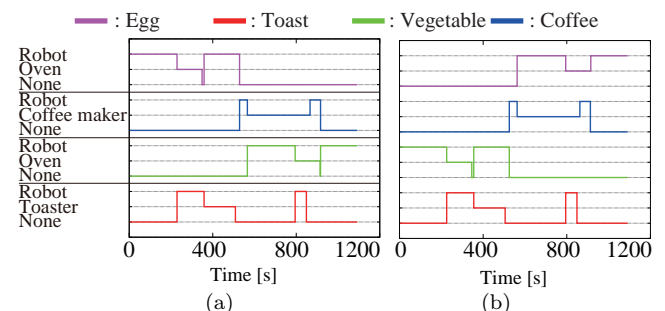 : Egg : Toast : Vegetable : Coffee
Robot
Oven
None
Robot
Coffee maker
None
Robot
Oven
None
Robot
Toaster
None
0 400 800 1200
0 400 800 1200
Time [s]
Time [s]
(a)
(b)